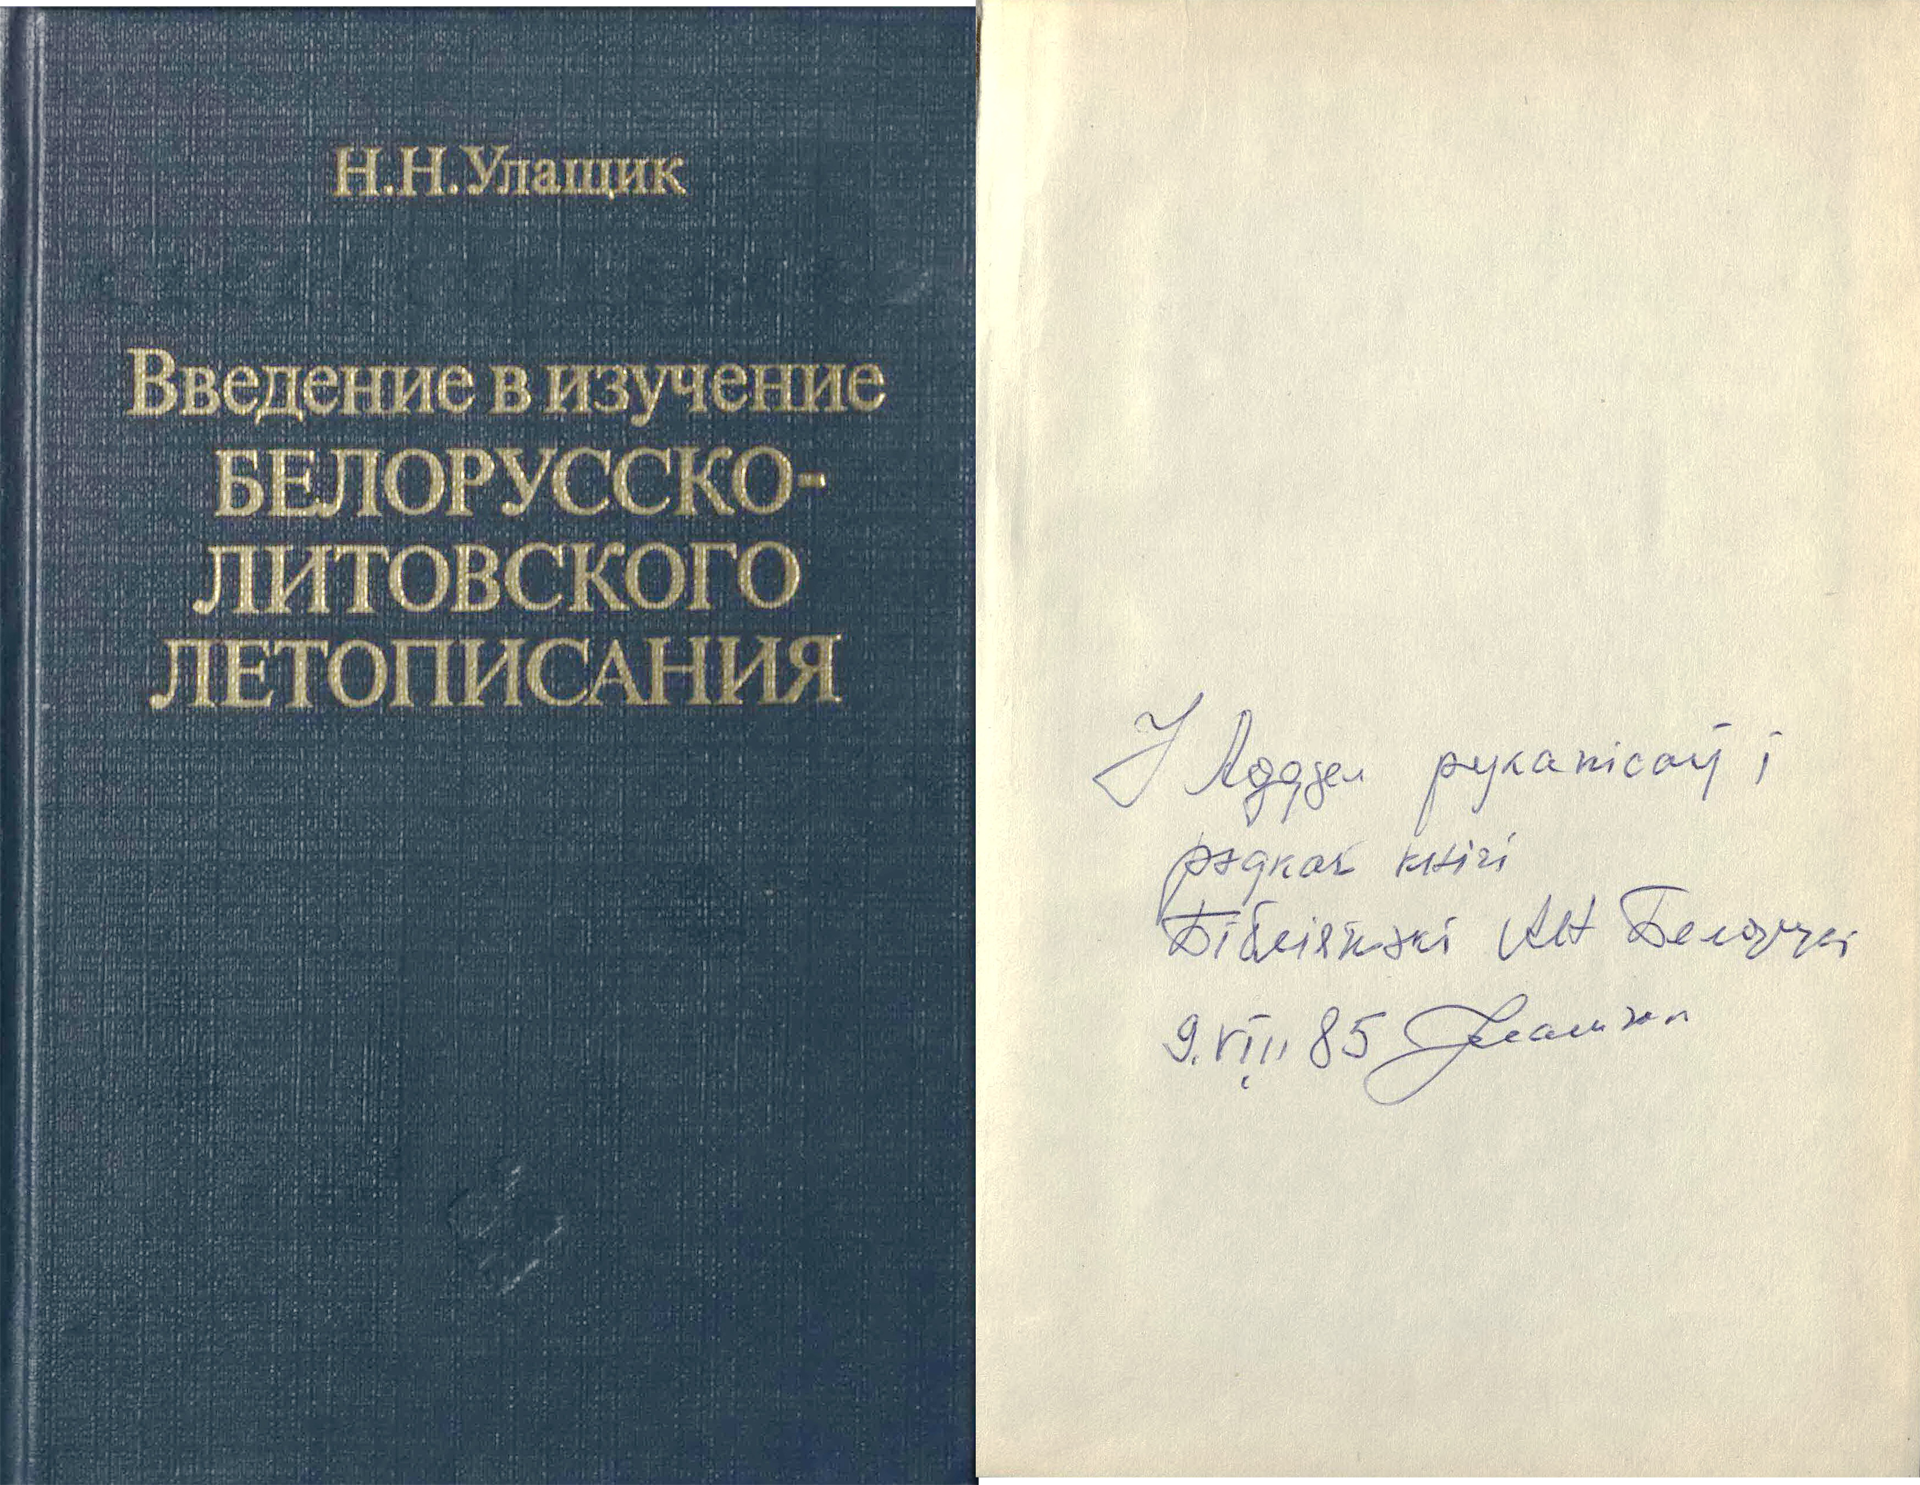 Н.Н.Улащик
Введение в изучение
БЕЛОРУССКО-
ЛИТОВСКОГО
ЛЕТОПИСАНИЯ
У Аддзел рукапісаў і
рэдкай кнігі
Бібліятэкі АН Беларусі
9.VIII 85